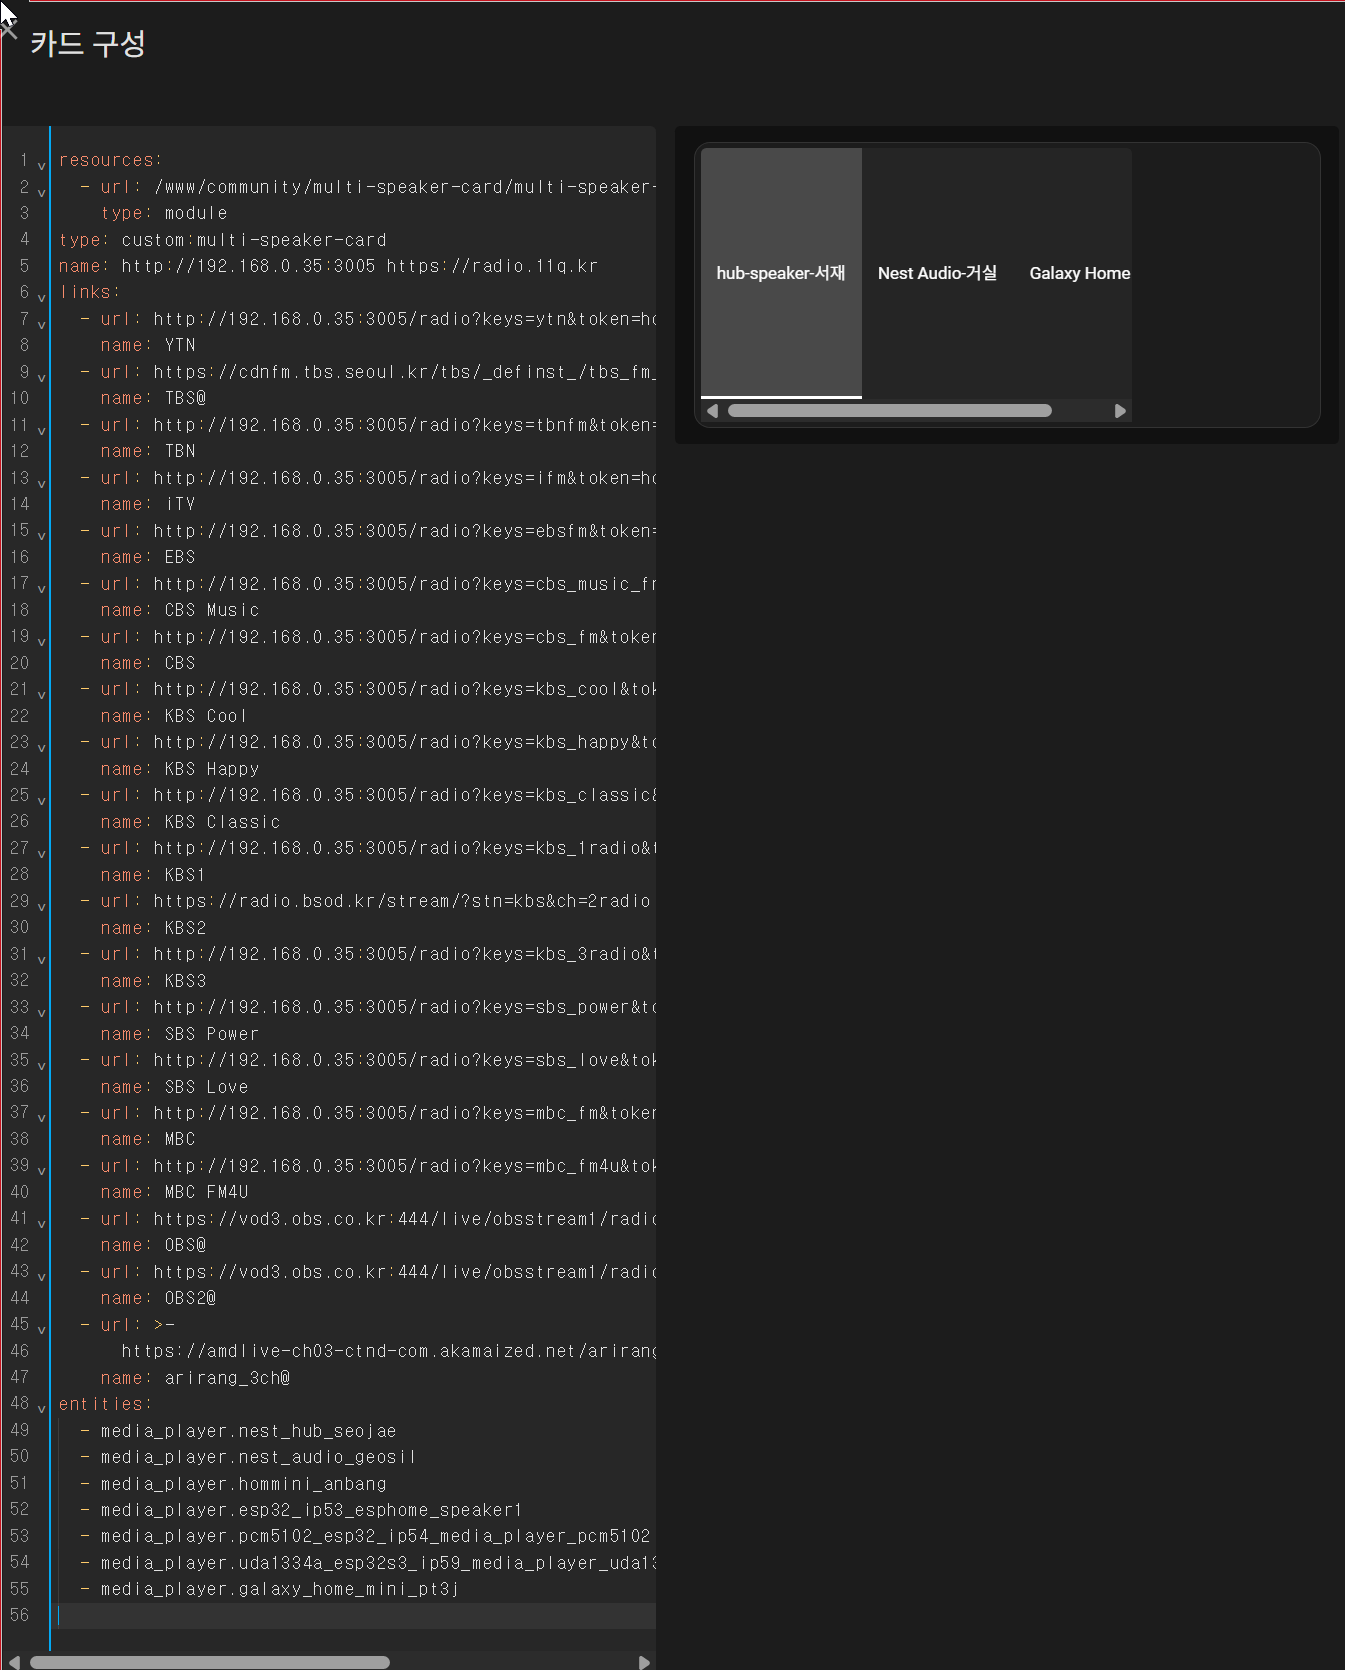 카드 구성
1 resources:
2 - url: /www/community/multi-speaker-card/multi-speaker-
3 type: module
4 type: custom:multi-speaker-card
5 name: http://192.168.0.35:3005 https://radio.11q.kr
6 links:
7 - url: http://192.168.0.35:3005/radio?keys=ytn&token=ho
8 name: YTN
9 - url: https://cdnfm.tbs.seoul.kr/tbs/_definst_/tbs_fm_
10 name: TBS@
11 - url: http://192.168.0.35:3005/radio?keys=tbnfm&token=
12 name: TBN
13 - url: http://192.168.0.35:3005/radio?keys=ifm&token=ho
14 name: iTV
15 - url: http://192.168.0.35:3005/radio?keys=ebsfm&token=
16 name: EBS
17 - url: http://192.168.0.35:3005/radio?keys=cbs_music_fm
18 name: CBS Music
19 - url: http://192.168.0.35:3005/radio?keys=cbs_fm&token
20 name: CBS
21 - url: http://192.168.0.35:3005/radio?keys=kbs_cool&tok
22 name: KBS Cool
23 - url: http://192.168.0.35:3005/radio?keys=kbs_happy&to
24 name: KBS Happy
25 - url: http://192.168.0.35:3005/radio?keys=kbs_classic&
26 name: KBS Classic
27 - url: http://192.168.0.35:3005/radio?keys=kbs_1radio&t
28 name: KBS1
29 - url: https://radio.bsod.kr/stream/?stn=kbs&ch=2radio
30 name: KBS2
31 - url: http://192.168.0.35:3005/radio?keys=kbs_3radio&t
32 name: KBS3
33 - url: http://192.168.0.35:3005/radio?keys=sbs_power&to
34 name: SBS Power
35 - url: http://192.168.0.35:3005/radio?keys=sbs_love&tok
36 name: SBS Love
37 - url: http://192.168.0.35:3005/radio?keys=mbc_fm&token
38 name: MBC
39 - url: http://192.168.0.35:3005/radio?keys=mbc_fm4u&tok
40 name: MBC FM4U
41 - url: https://vod3.obs.co.kr:444/live/obsstream1/radio
42 name: OBS@
43 - url: https://vod3.obs.co.kr:444/live/obsstream1/radio
44 name: OBS2@
45 - url: >-
46 https://amdlive-ch03-ctnd-com.akamaized.net/arirang
47 name: arirang_3ch@
48 entities:
49 - media_player.nest_hub_seojae
50 - media_player.nest_audio_geosil
51 - media_player.hommini_anbang
52 - media_player.esp32_ip53_esphome_speaker1
53 - media_player.pcm5102_esp32_ip54_media_player_pcm5102
54 - media_player.uda1334a_esp32s3_ip59_media_player_uda13
55 - media_player.galaxy_home_mini_pt3j
56
hub-speaker-서재 Nest Audio-거실 Galaxy Home